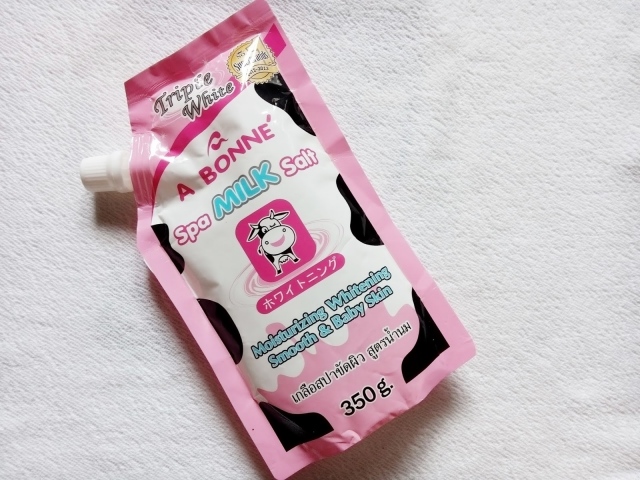 Triple
White
A BONNÉ
Spa MILK Salt
ホワイトニング
Moisturizing Whitening
Smooth & Baby Skin
เกลือสปาขัดผิว สูตรน้ำนม
350 g.